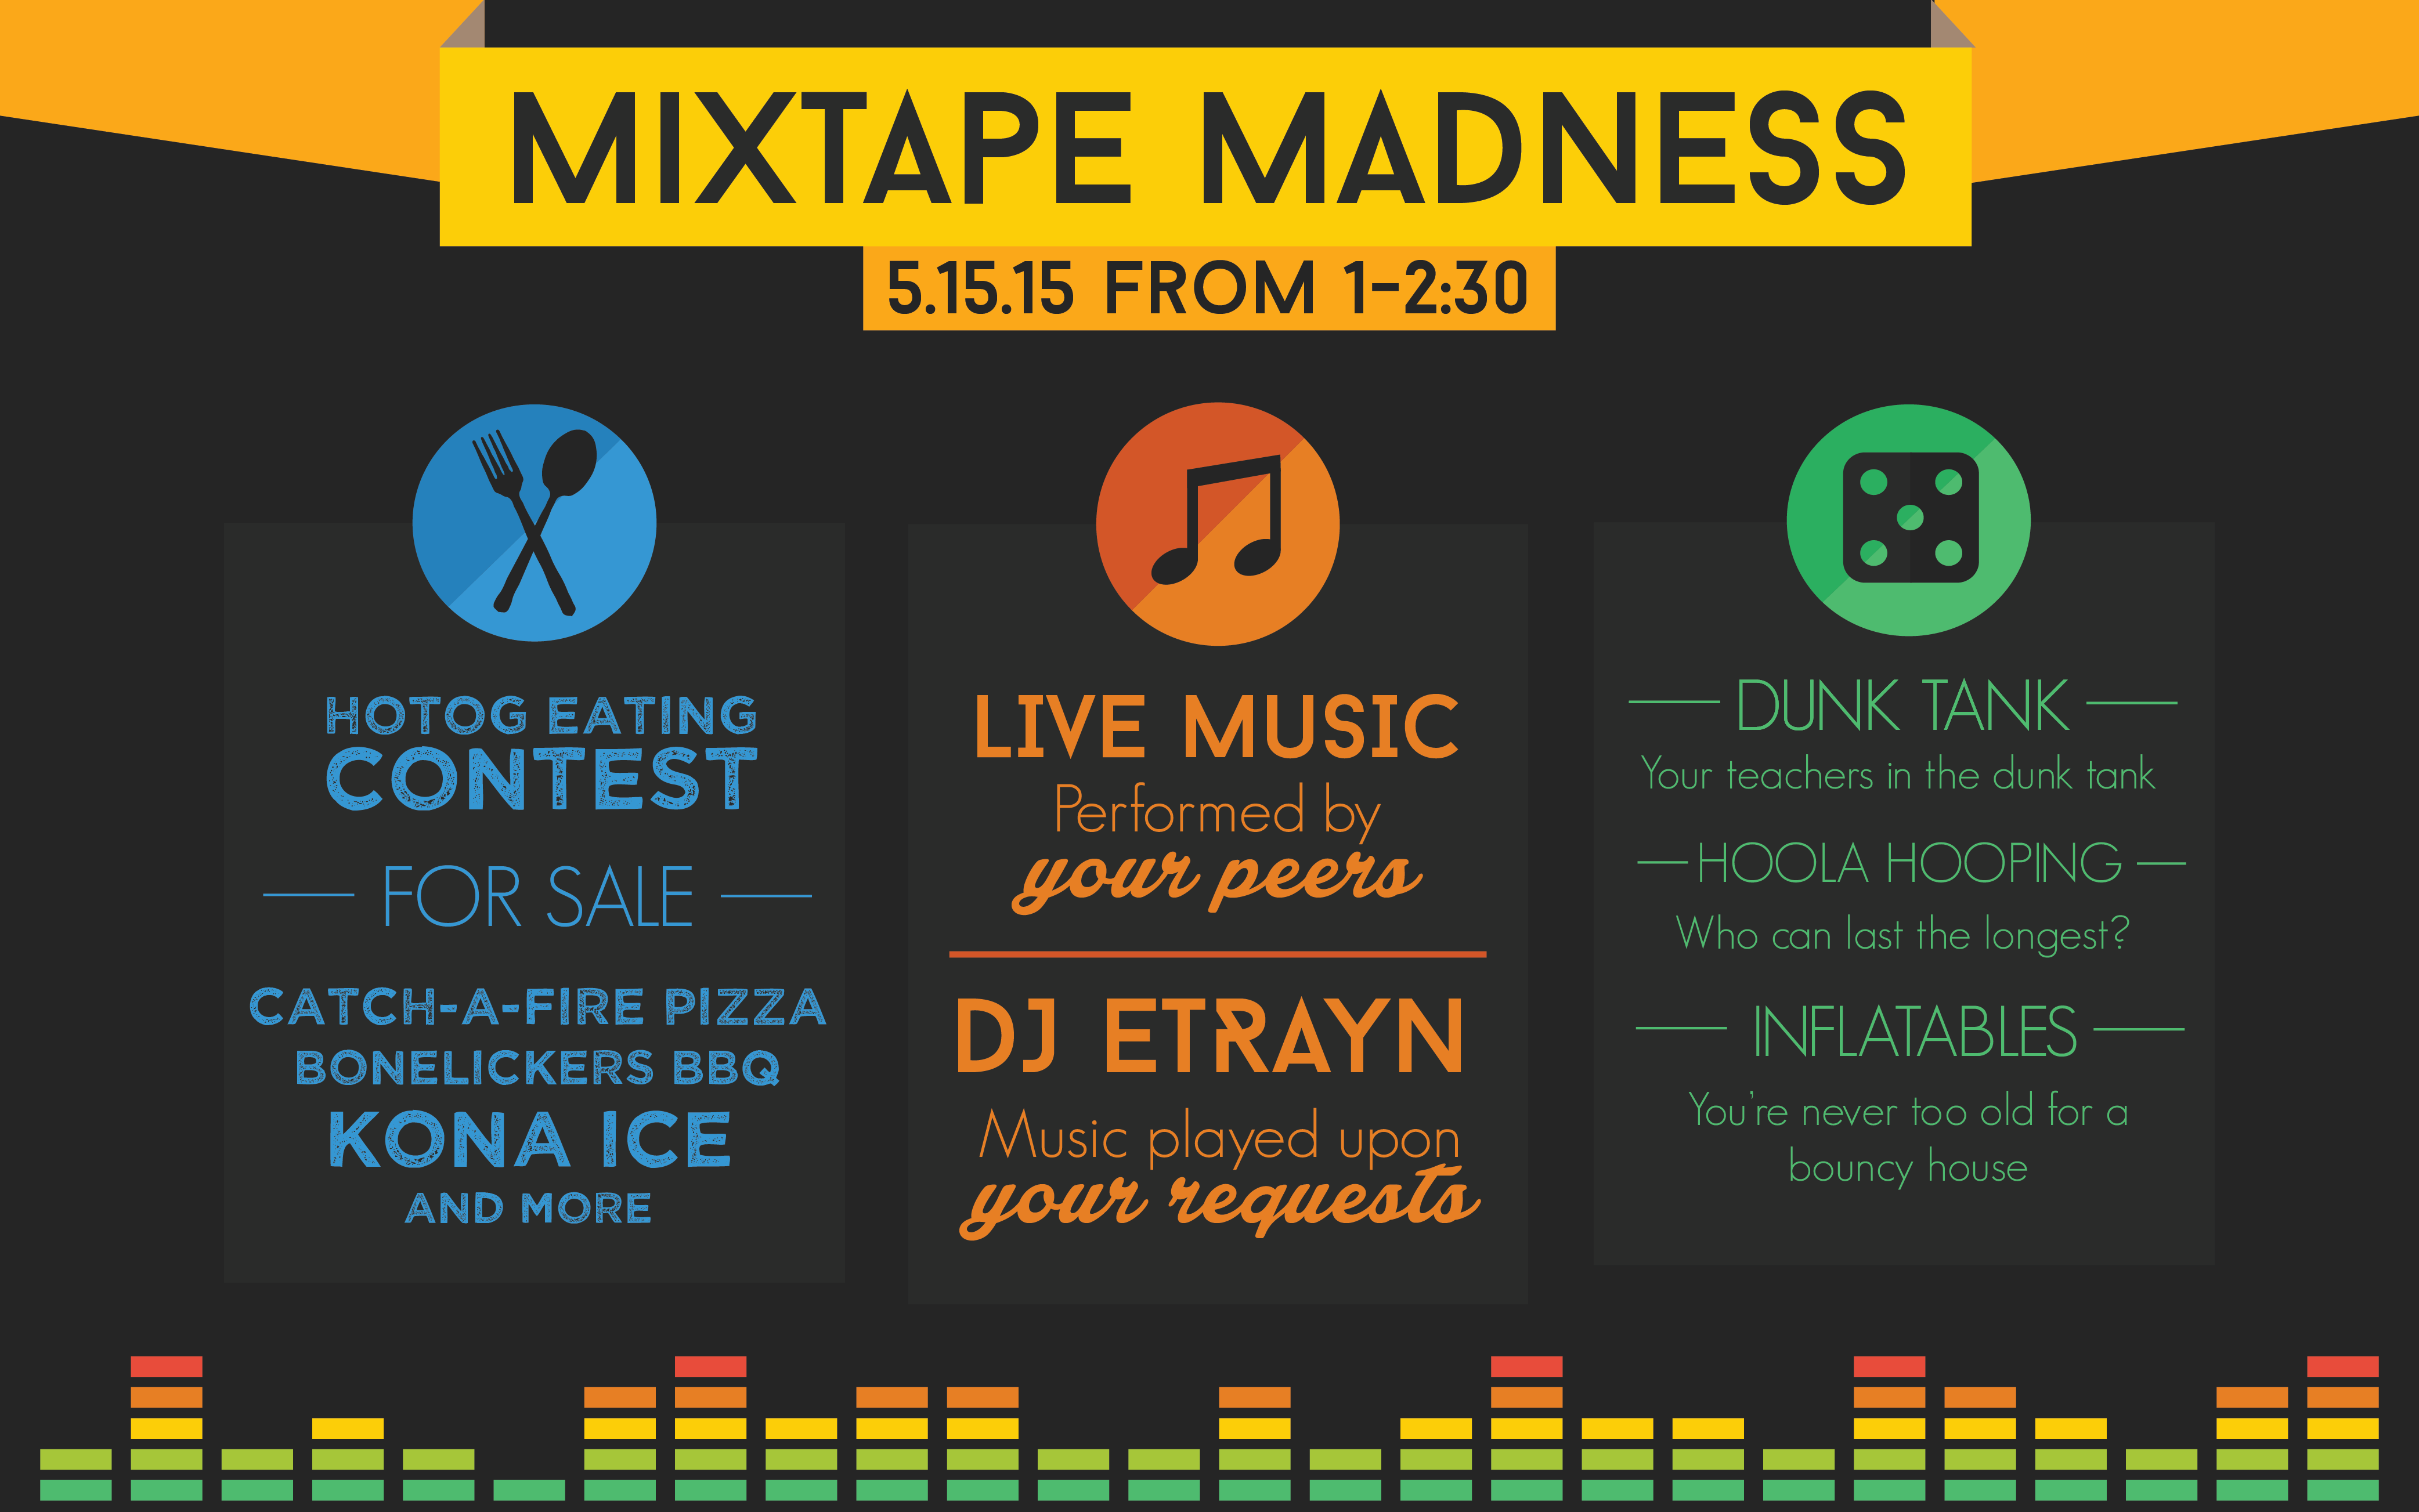 MIXTAPE MADNESS
5.15.15 FROM 1-2:30
HOTOG EATING
CONTEST
FOR SALE
CATCH-A-FIRE PIZZA
BONELICKERS BBQ
KONA ICE
AND MORE
LIVE MUSIC
Performed by
your peers
DJ ETRAYN
Music played upon
your requests
DUNK TANK
Your teachers in the dunk tank
HOOLA HOOPING
Who can last the longest?
INFLATABLES
You're never too old for a
bouncy house